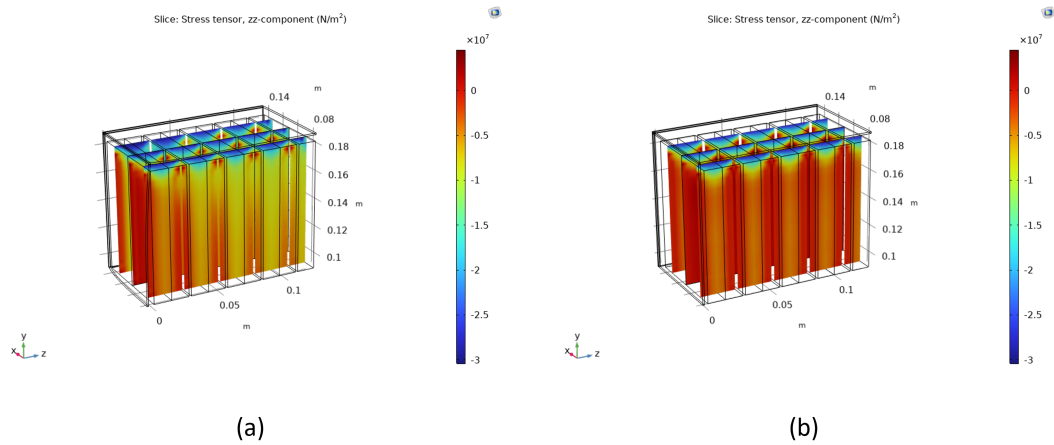 Slice: Stress tensor, zz-component (N/m²)
×10⁷
0
-0.5
-1
-1.5
-2
-2.5
-3
m
0.14
0.08
0.18
0.16
0.14 m
0.12
0.1
0.1
0.05
0
m
y
x
z
(a)
Slice: Stress tensor, zz-component (N/m²)
×10⁷
0
-0.5
-1
-1.5
-2
-2.5
-3
m
0.14
0.08
0.18
0.16
0.14 m
0.12
0.1
0.1
0.05
0
m
y
x
z
(b)